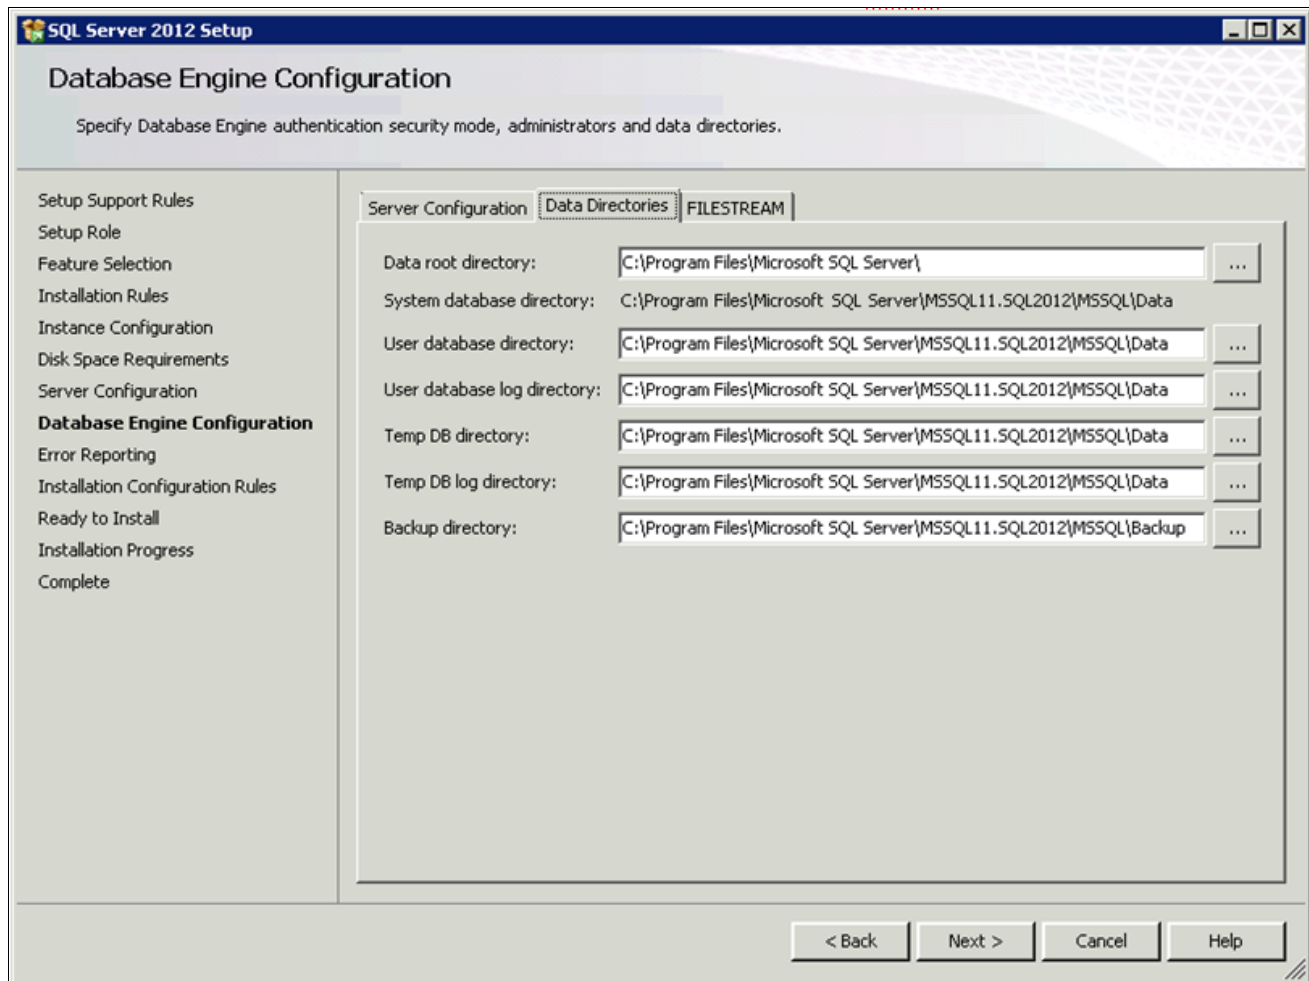 SQL Server 2012 Setup
Database Engine Configuration
Specify Database Engine authentication security mode, administrators and data directories.
Setup Support Rules
Setup Role
Feature Selection
Installation Rules
Instance Configuration
Disk Space Requirements
Server Configuration
Database Engine Configuration
Error Reporting
Installation Configuration Rules
Ready to Install
Installation Progress
Complete
Server Configuration Data Directories FILESTREAM
Data root directory: C:\Program Files\Microsoft SQL Server\ ...
System database directory: C:\Program Files\Microsoft SQL Server\MSSQL11.SQL2012\MSSQL\Data
User database directory: C:\Program Files\Microsoft SQL Server\MSSQL11.SQL2012\MSSQL\Data ...
User database log directory: C:\Program Files\Microsoft SQL Server\MSSQL11.SQL2012\MSSQL\Data ...
Temp DB directory: C:\Program Files\Microsoft SQL Server\MSSQL11.SQL2012\MSSQL\Data ...
Temp DB log directory: C:\Program Files\Microsoft SQL Server\MSSQL11.SQL2012\MSSQL\Data ...
Backup directory: C:\Program Files\Microsoft SQL Server\MSSQL11.SQL2012\MSSQL\Backup ...
< Back Next > Cancel Help